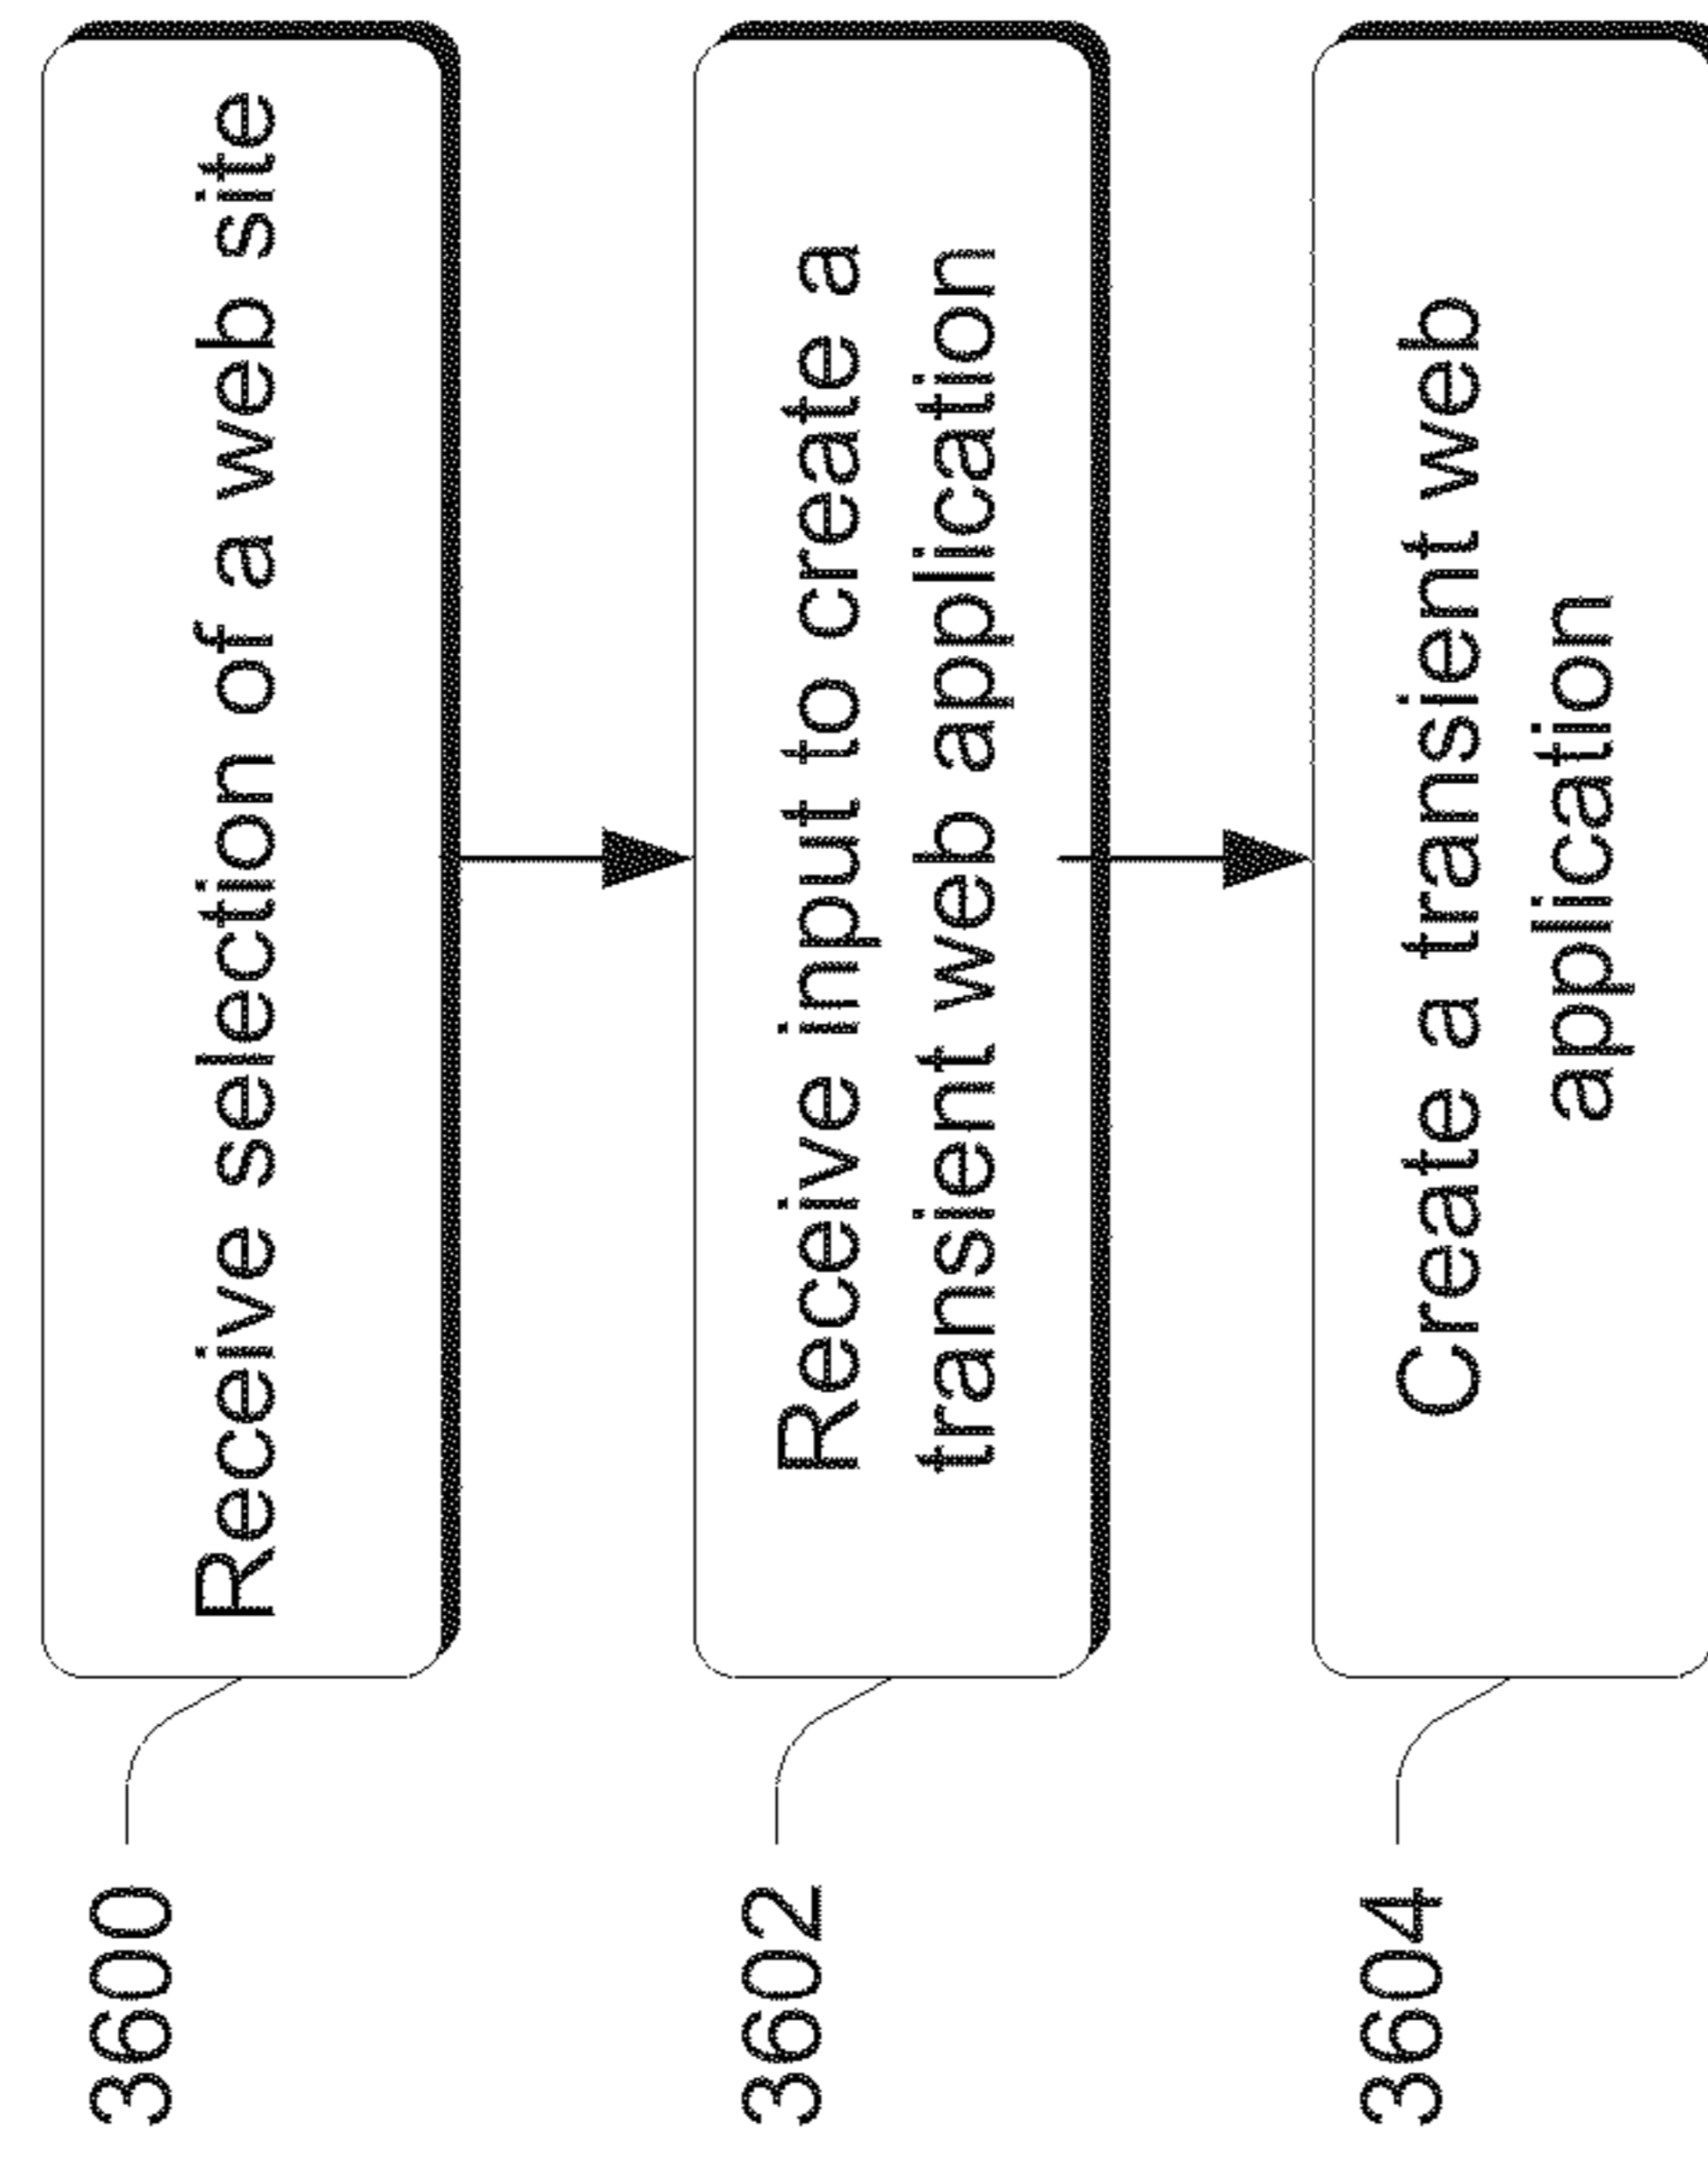 3600
Receive selection of a web site
3602
Receive input to create a
transient web application
3604
Create a transient web
application